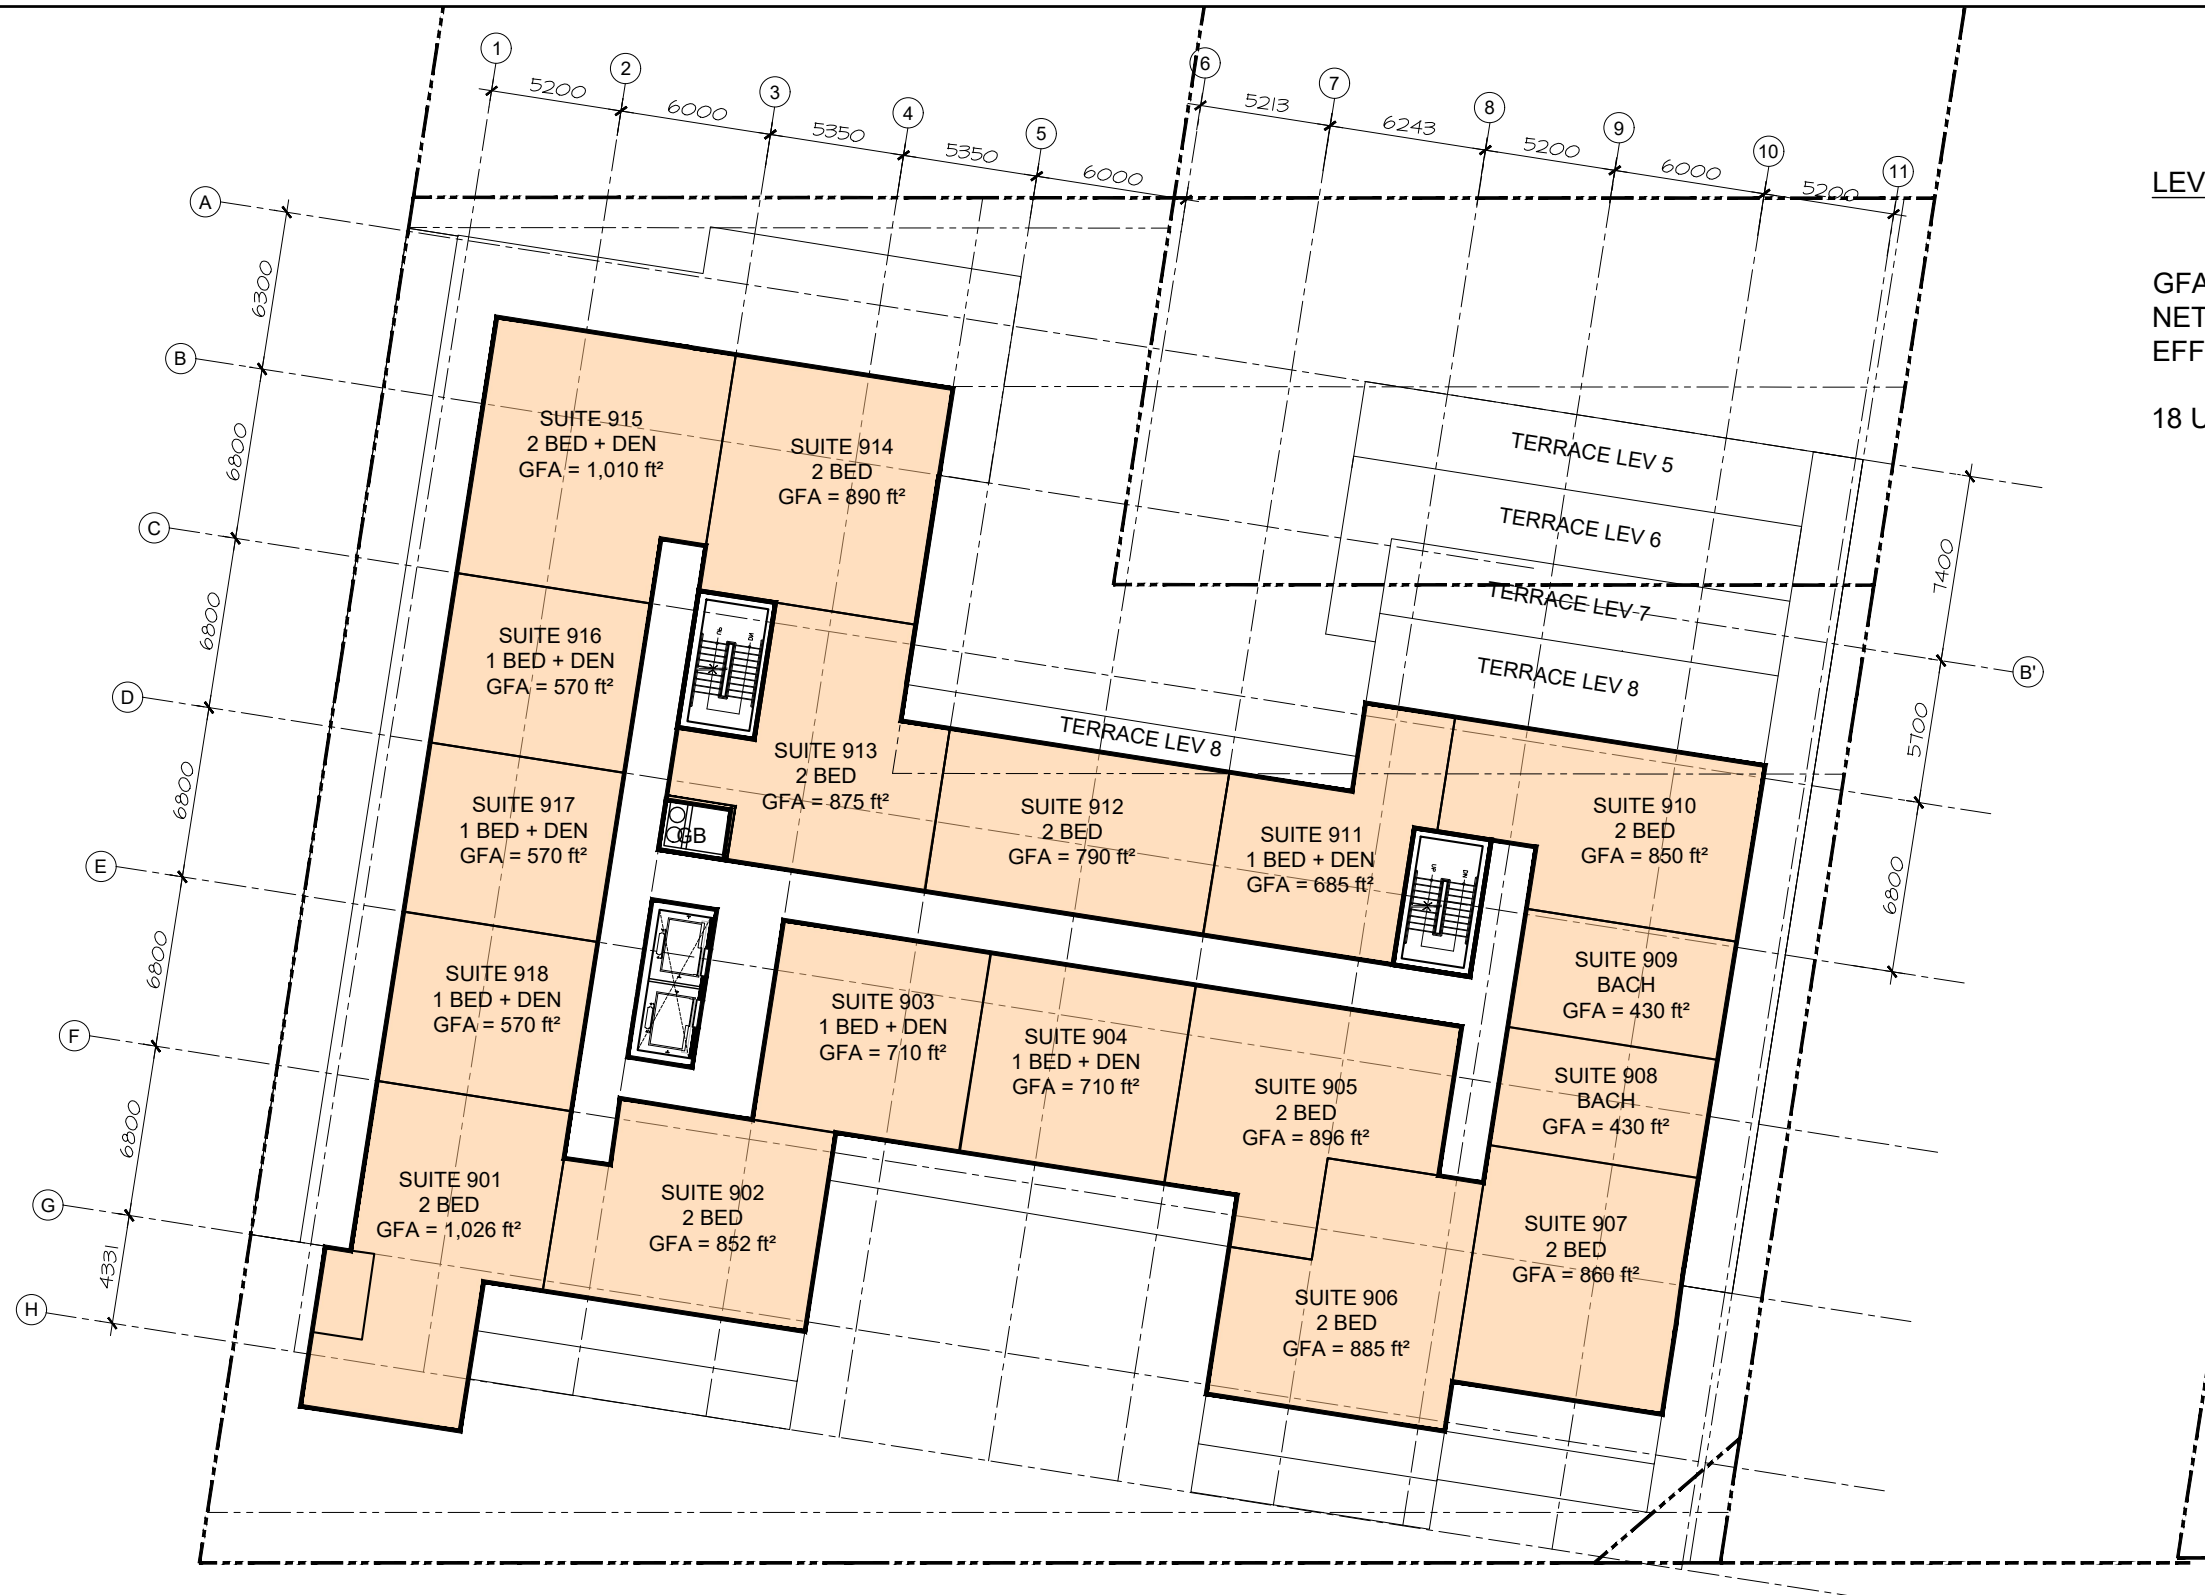 1
2
3
4
5
6
7
8
9
10
11
5200
6000
5350
5350
6000
5213
6243
5200
6000
5200
A
B
C
D
E
F
G
H
B'
6300
6800
6800
6800
6800
6800
4331
7400
5700
6800
LEV
GFA
NET
EFF
18 U
SUITE 915
2 BED + DEN
GFA = 1,010 ft²
SUITE 914
2 BED
GFA = 890 ft²
TERRACE LEV 5
TERRACE LEV 6
TERRACE LEV 7
TERRACE LEV 8
SUITE 916
1 BED + DEN
GFA = 570 ft²
UP
DN
TERRACE LEV 8
SUITE 913
2 BED
GFA = 875 ft²
SUITE 917
1 BED + DEN
GFA = 570 ft²
GB
SUITE 912
2 BED
GFA = 790 ft²
SUITE 911
1 BED + DEN
GFA = 685 ft²
SUITE 910
2 BED
GFA = 850 ft²
UP
DN
SUITE 918
1 BED + DEN
GFA = 570 ft²
SUITE 903
1 BED + DEN
GFA = 710 ft²
SUITE 904
1 BED + DEN
GFA = 710 ft²
SUITE 905
2 BED
GFA = 896 ft²
SUITE 909
BACH
GFA = 430 ft²
SUITE 908
BACH
GFA = 430 ft²
SUITE 901
2 BED
GFA = 1,026 ft²
SUITE 902
2 BED
GFA = 852 ft²
SUITE 907
2 BED
GFA = 860 ft²
SUITE 906
2 BED
GFA = 885 ft²